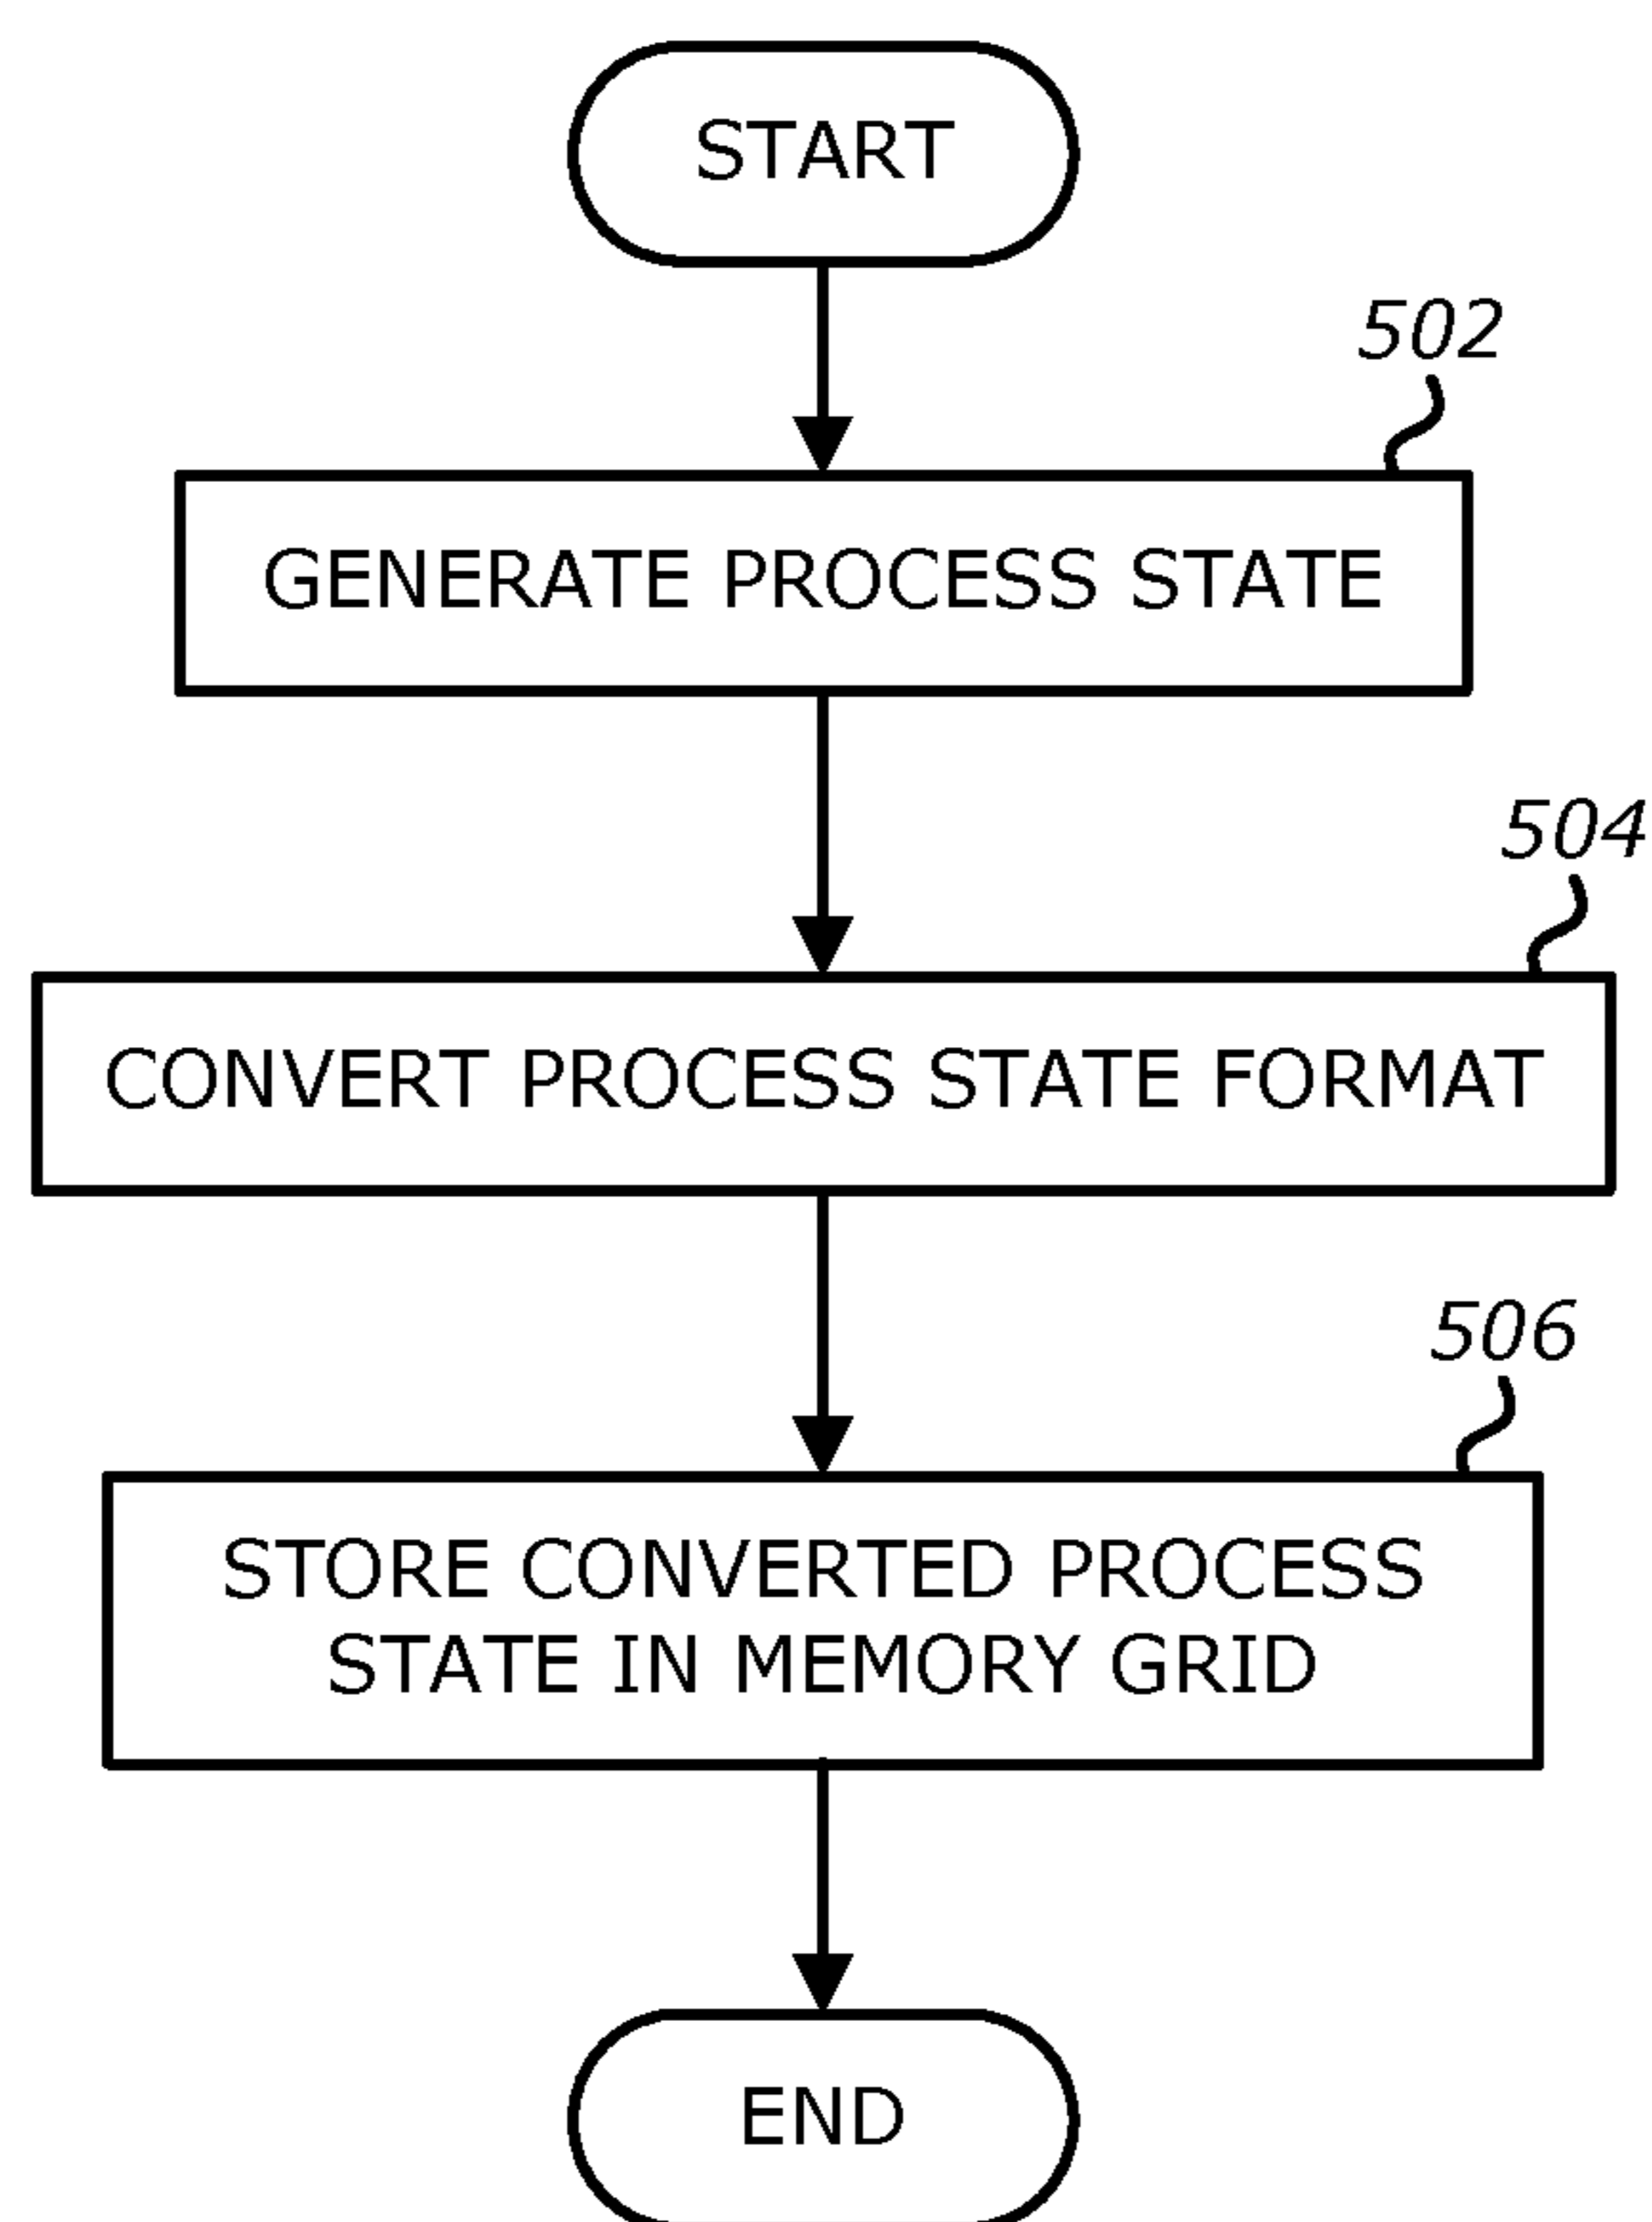 START
502
GENERATE PROCESS STATE
504
CONVERT PROCESS STATE FORMAT
506
STORE CONVERTED PROCESS
STATE IN MEMORY GRID
END